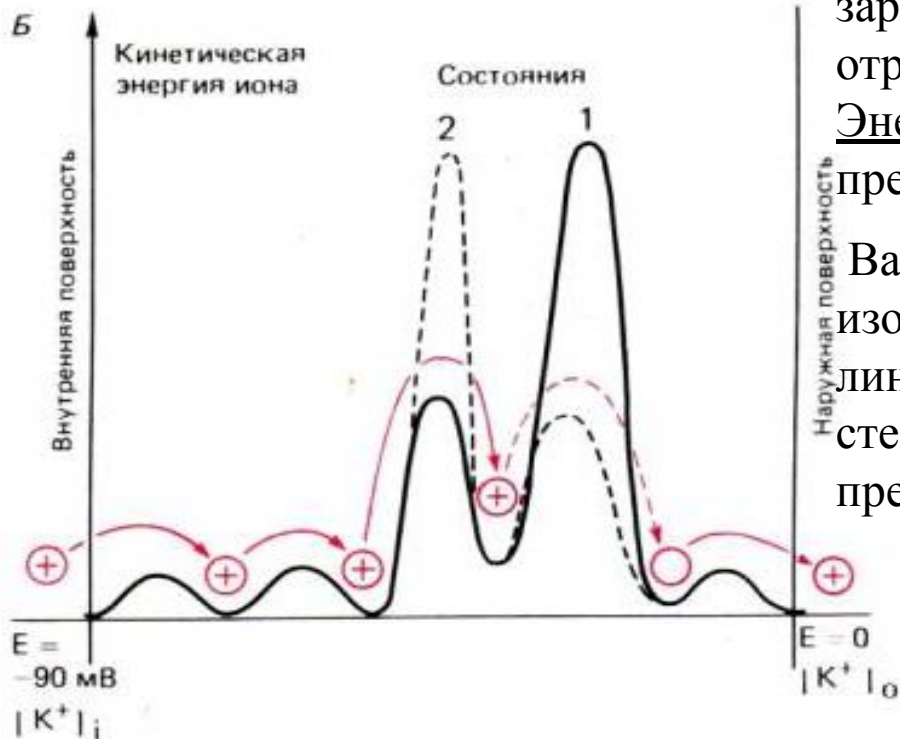 Б
Кинетическая
энергия иона
Состояния
2
1
Внутренняя поверхность
Наружная поверхность
E =
-90 мВ
| K⁺ |i
E = 0
| K⁺ |o
зар
отр
Эне
пре
Ва
изо
лин
сте
пре